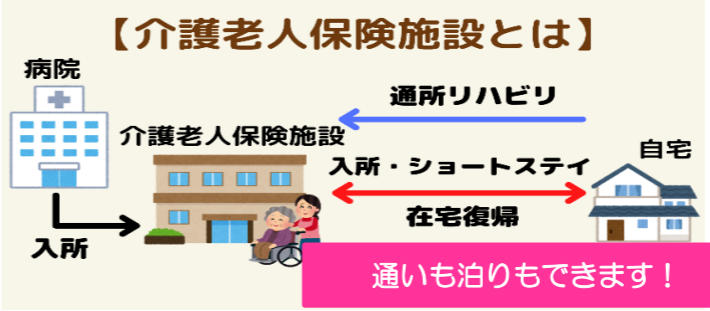 【介護老人保険施設とは】
病院
通所リハビリ
介護老人保険施設
自宅
入所・ショートステイ
在宅復帰
入所
通いも泊りもできます！